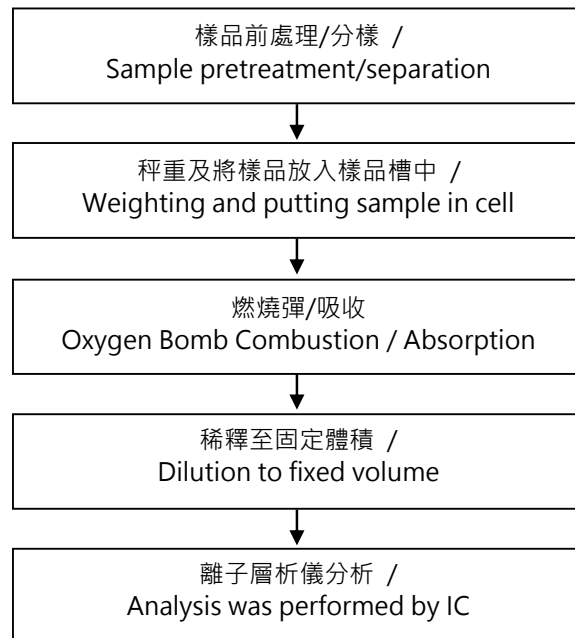 樣品前處理/分樣 /
Sample pretreatment/separation
秤重及將樣品放入樣品槽中 /
Weighting and putting sample in cell
燃燒彈/吸收
Oxygen Bomb Combustion / Absorption
稀釋至固定體積 /
Dilution to fixed volume
離子層析儀分析 /
Analysis was performed by IC